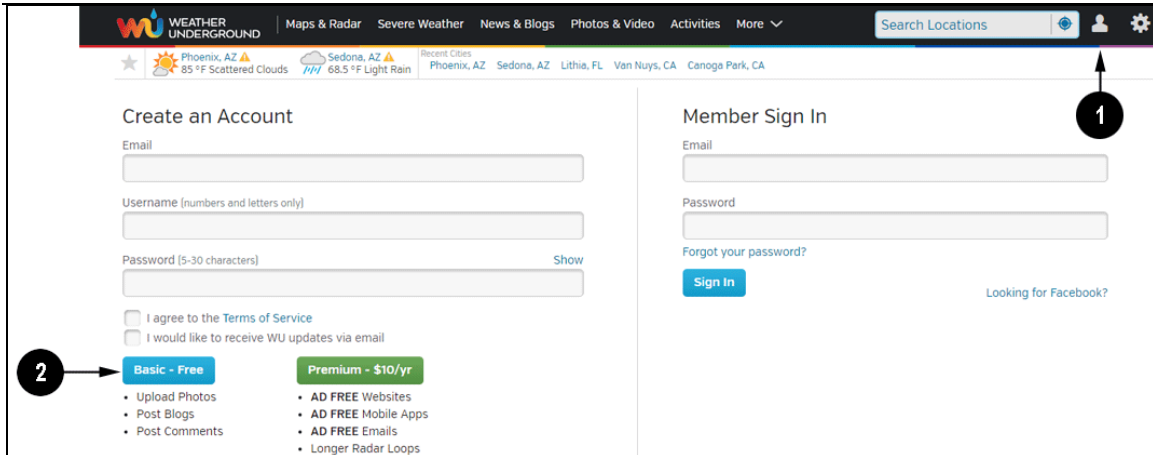 WEATHER UNDERGROUND Maps & Radar Severe Weather News & Blogs Photos & Video Activities More Search Locations
Phoenix, AZ
85 °F Scattered Clouds
Sedona, AZ
68.5 °F Light Rain
Recent Cities
Phoenix, AZ Sedona, AZ Lithia, FL Van Nuys, CA Canoga Park, CA
1
Create an Account
Email
Username (numbers and letters only)
Password (5-30 characters) Show
I agree to the Terms of Service
I would like to receive WU updates via email
2
Basic - Free
Upload Photos
Post Blogs
Post Comments
Premium - $10/yr
AD FREE Websites
AD FREE Mobile Apps
AD FREE Emails
Longer Radar Loops
Member Sign In
Email
Password
Forgot your password?
Sign In
Looking for Facebook?